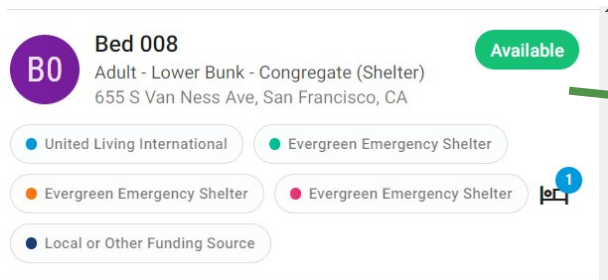 B0
Bed 008
Available
Adult - Lower Bunk - Congregate (Shelter)
655 S Van Ness Ave, San Francisco, CA
United Living International
Evergreen Emergency Shelter
Evergreen Emergency Shelter
Evergreen Emergency Shelter
1
Local or Other Funding Source